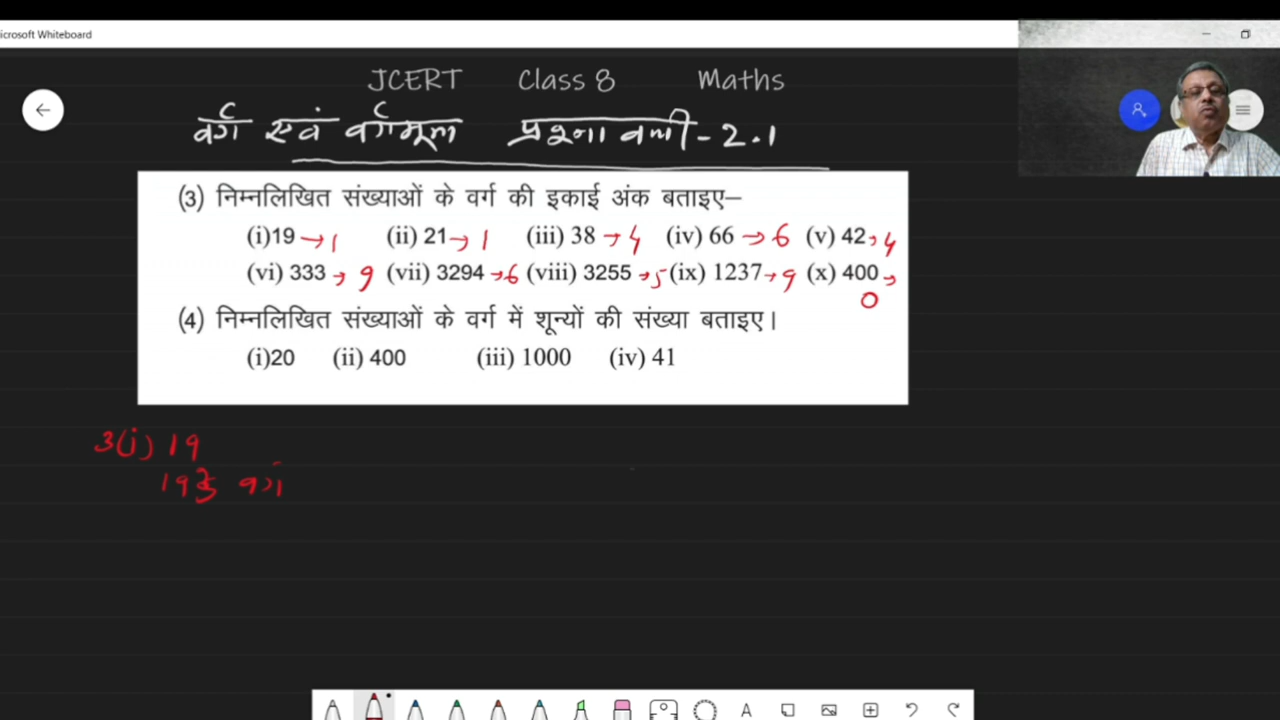 icrosoft Whiteboard
JCERT Class 8 Maths
वर्ग एवं वर्गमूल प्रश्नावली - 2.1
(3) निम्नलिखित संख्याओं के वर्ग की इकाई अंक बताइए–
(i)19 → 1 (ii) 21 → 1 (iii) 38 → 4 (iv) 66 → 6 (v) 42 → 4
(vi) 333 → 9 (vii) 3294 → 6 (viii) 3255 → 5 (ix) 1237 → 9 (x) 400 →
0
(4) निम्नलिखित संख्याओं के वर्ग में शून्यों की संख्या बताइए।
(i)20 (ii) 400 (iii) 1000 (iv) 41
3(i) 19
19 के वर्ग